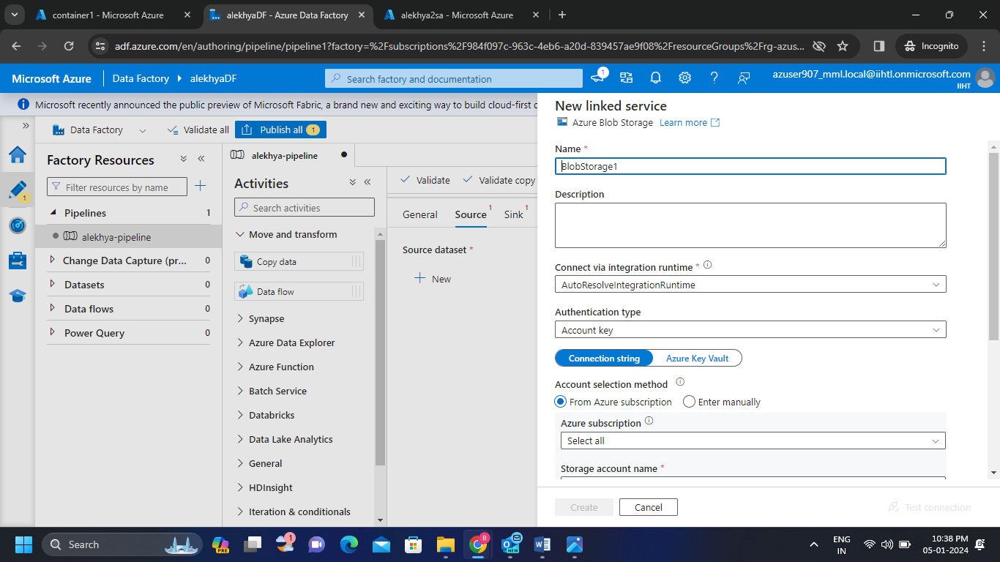 container1 - Microsoft Azure
alekhyaDF - Azure Data Factory
alekhya2sa - Microsoft Azure
adf.azure.com/en/authoring/pipeline/pipeline1?factory=%2Fsubscriptions%2F984f097c-963c-4eb6-a20d-839457ae9f08%2FresourceGroups%2Frg-azus...
Incognito
Microsoft Azure
Data Factory
alekhyaDF
Search factory and documentation
1
azuser907_mml.local@iihtl.onmicrosoft.com
IIHT
Microsoft recently announced the public preview of Microsoft Fabric, a brand new and exciting way to build cloud-first
Data Factory
Validate all
Publish all 1
Factory Resources
Filter resources by name
1
Pipelines 1
alekhya-pipeline
Change Data Capture (pr... 0
Datasets 0
Data flows 0
Power Query 0
alekhya-pipeline
Activities
Search activities
Move and transform
Copy data
Data flow
Synapse
Azure Data Explorer
Azure Function
Batch Service
Databricks
Data Lake Analytics
General
HDInsight
Iteration & conditionals
Validate
Validate copy
General
Source 1
Sink 1
Source dataset *
New
New linked service
Azure Blob Storage Learn more
Name *
BlobStorage1
Description
Connect via integration runtime *
AutoResolveIntegrationRuntime
Authentication type
Account key
Connection string
Azure Key Vault
Account selection method
From Azure subscription
Enter manually
Azure subscription
Select all
Storage account name *
Create
Cancel
Test connection
Search
PRE
1
8
NEW
ENG
IN
10:38 PM
05-01-2024